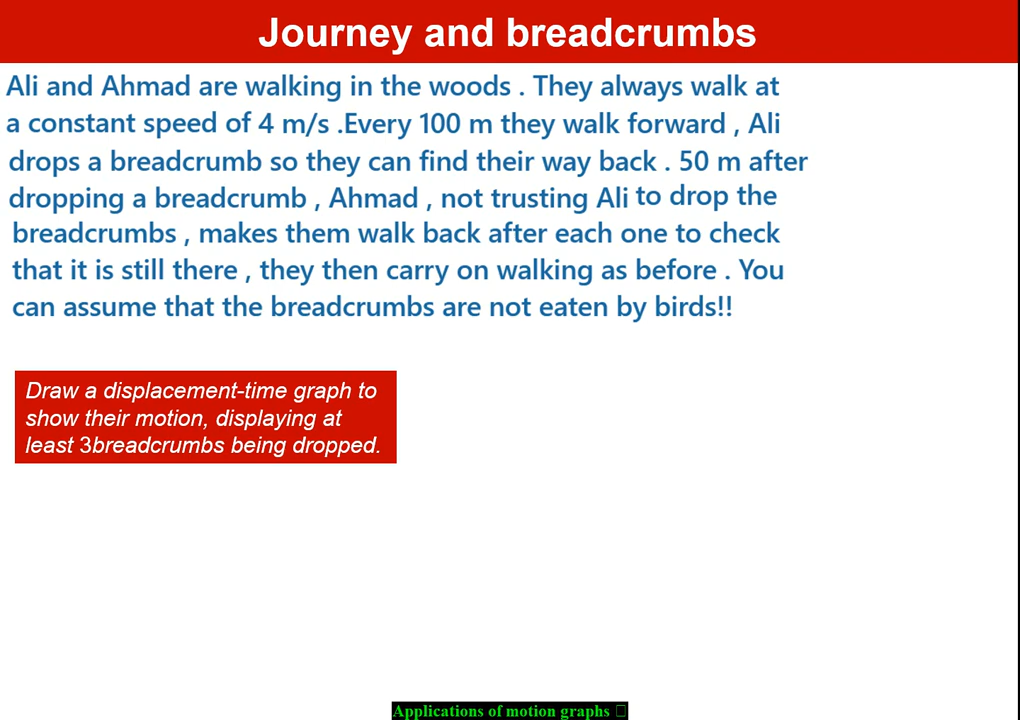 Journey and breadcrumbs
Ali and Ahmad are walking in the woods . They always walk at
a constant speed of 4 m/s .Every 100 m they walk forward , Ali
drops a breadcrumb so they can find their way back . 50 m after
dropping a breadcrumb , Ahmad , not trusting Ali to drop the
breadcrumbs , makes them walk back after each one to check
that it is still there , they then carry on walking as before . You
can assume that the breadcrumbs are not eaten by birds!!
Draw a displacement-time graph to
show their motion, displaying at
least 3breadcrumbs being dropped.
Applications of motion graphs